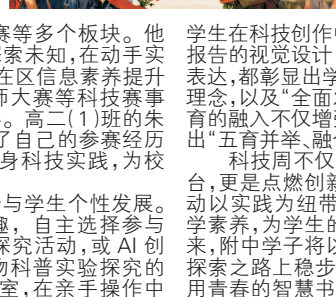 赛等多个板块。他
探索未知,在动手实
在区信息素养提升
师大赛等科技赛事
。高二(1)班的朱
了自己的参赛经历
身科技实践,为校
与学生个性发展。
趣，自主选择参与
探究活动,或 AI 创
物科普实验探究的
室,在亲手操作中
学生在科技创作中
报告的视觉设计
表达,都彰显出学
理念,以及“全面
育的融入不仅增
出“五育并举、融
科技周不仅
台,更是点燃创新
动以实践为纽带
学素养,为学生的
来,附中学子将以
探索之路上稳步
用青春的智慧书